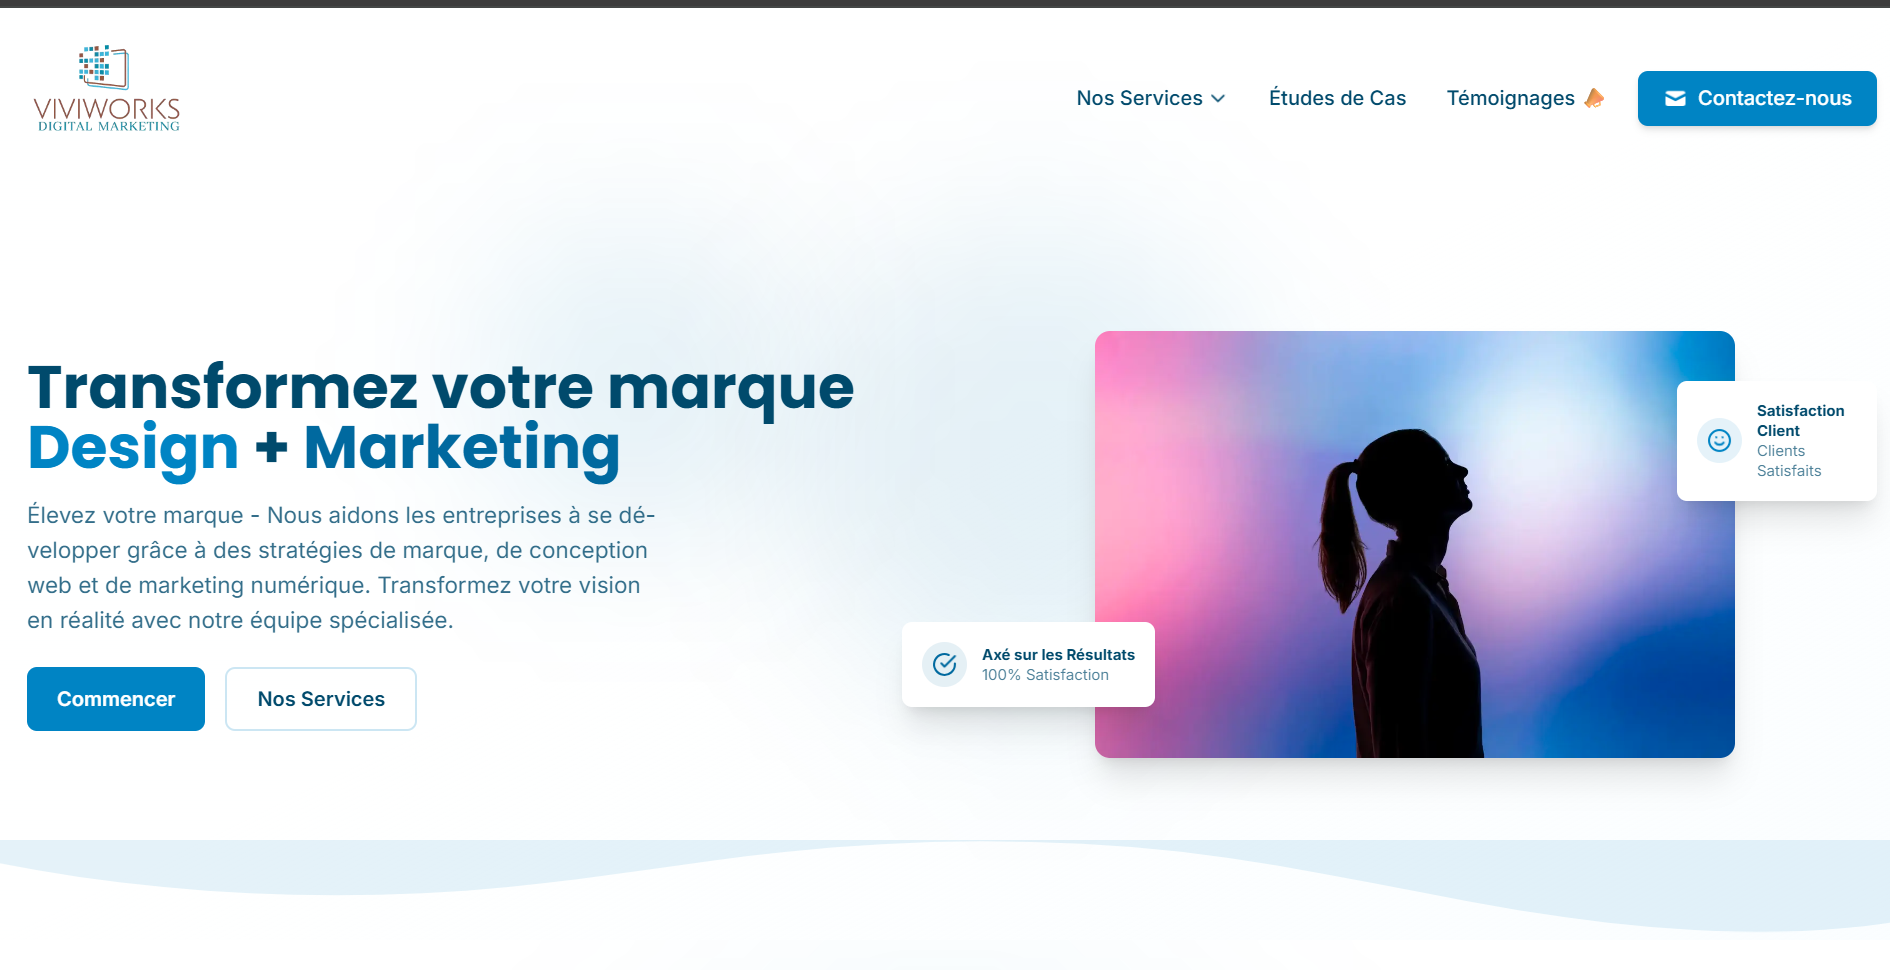 VIVIWORKS
DIGITAL MARKETING
Nos Services
Études de Cas
Témoignages
Contactez-nous
Transformez votre marque
Design + Marketing
Élevez votre marque - Nous aidons les entreprises à se dé-
velopper grâce à des stratégies de marque, de conception
web et de marketing numérique. Transformez votre vision
en réalité avec notre équipe spécialisée.
Commencer
Nos Services
Satisfaction
Client
Clients
Satisfaits
Axé sur les Résultats
100% Satisfaction